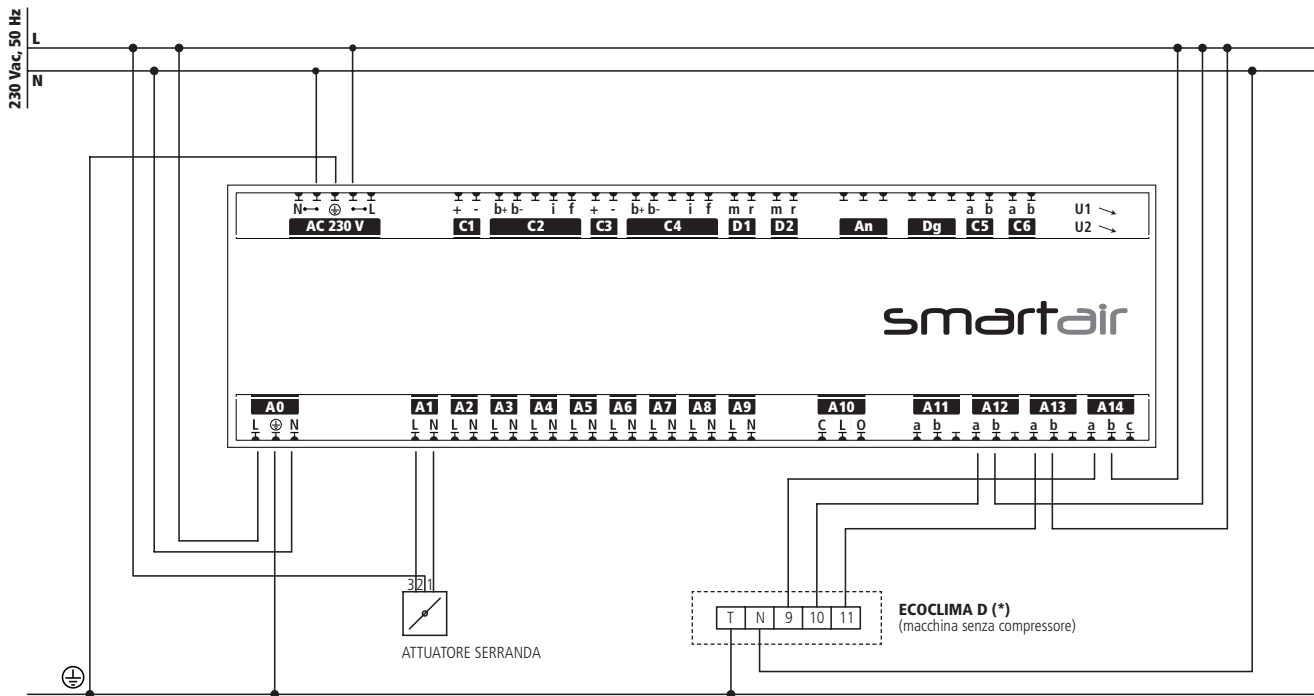 230 Vac, 50 Hz
L
N
N L
AC 230 V
+ -
C1
b+ b- i f
C2
+ -
C3
b+ b- i f
C4
m r
D1
m r
D2
An
Dg
a b
C5
a b
C6
U1
U2
smartair
A0
L N
A1
L N
A2
L N
A3
L N
A4
L N
A5
L N
A6
L N
A7
L N
A8
L N
A9
L N
A10
C L O
A11
a b
A12
a b
A13
a b
A14
a b c
3 2 1
ATTUATORE SERRANDA
T N 9 10 11
ECOCLIMA D (*)
(macchina senza compressore)